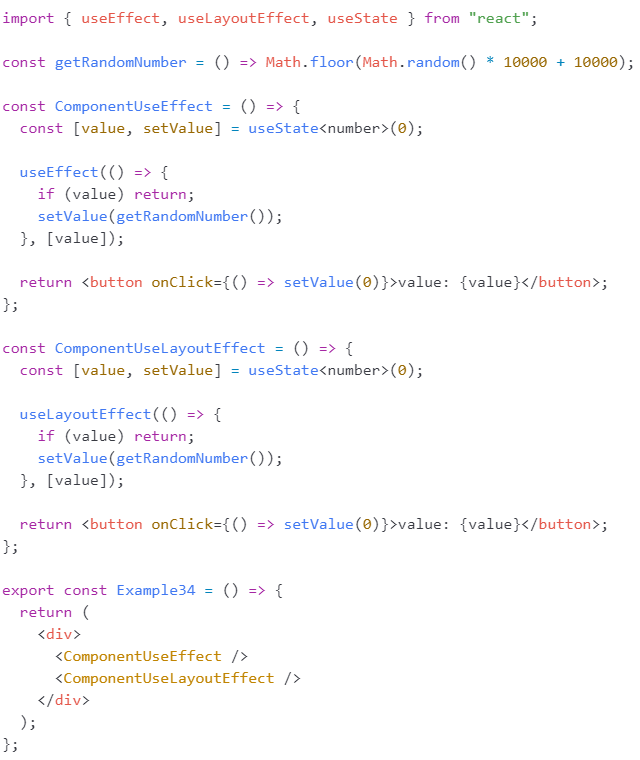 import { useEffect, useLayoutEffect, useState } from "react";

const getRandomNumber = () => Math.floor(Math.random() * 10000 + 10000);

const ComponentUseEffect = () => {
  const [value, setValue] = useState<number>(0);

  useEffect(() => {
    if (value) return;
    setValue(getRandomNumber());
  }, [value]);

  return <button onClick={() => setValue(0)}>value: {value}</button>;
};

const ComponentUseLayoutEffect = () => {
  const [value, setValue] = useState<number>(0);

  useLayoutEffect(() => {
    if (value) return;
    setValue(getRandomNumber());
  }, [value]);

  return <button onClick={() => setValue(0)}>value: {value}</button>;
};

export const Example34 = () => {
  return (
    <div>
      <ComponentUseEffect />
      <ComponentUseLayoutEffect />
    </div>
  );
};